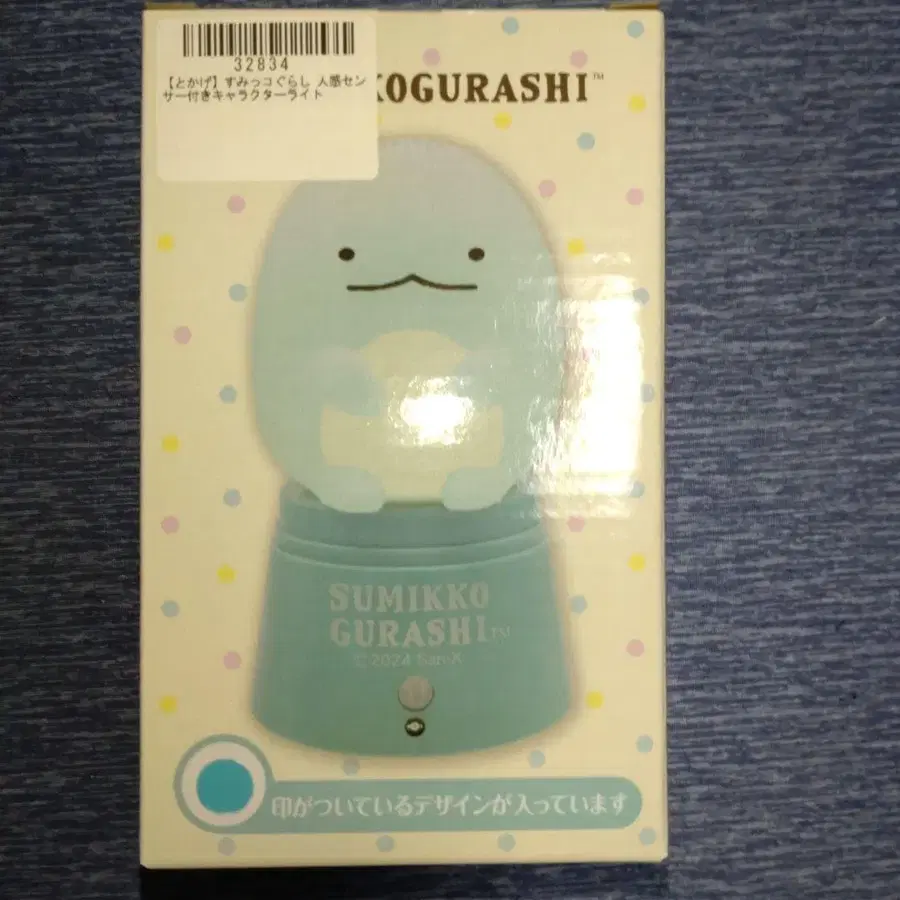 32834
【とかげ】すみっコぐらし 人感セン
サー付きキャラクターライト
KOGURASHI™
SUMIKKO
GURASHI™
©2024 San-X
印がついているデザインが入っています